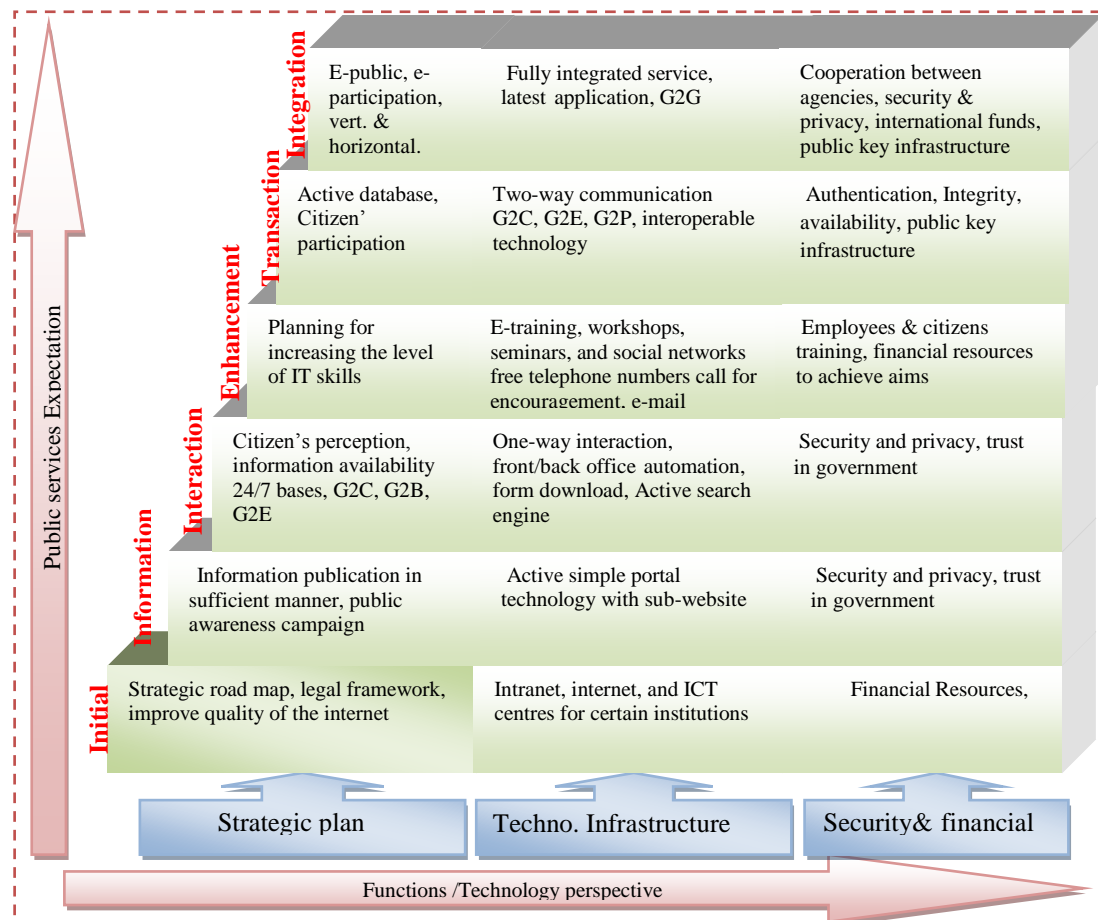 Public services Expectation
Integration
E-public, e-
participation,
vert. &
horizontal.
Fully integrated service,
latest application, G2G
Cooperation between
agencies, security &
privacy, international funds,
public key infrastructure
Transaction
Active database,
Citizen’
participation
Two-way communication
G2C, G2E, G2P, interoperable
technology
Authentication, Integrity,
availability, public key
infrastructure
Enhancement
Planning for
increasing the level
of IT skills
E-training, workshops,
seminars, and social networks
free telephone numbers call for
encouragement, e-mail
Employees & citizens
training, financial resources
to achieve aims
Interaction
Citizen’s perception,
information availability
24/7 bases, G2C, G2B,
G2E
One-way interaction,
front/back office automation,
form download, Active search
engine
Security and privacy, trust
in government
Information
Information publication in
sufficient manner, public
awareness campaign
Active simple portal
technology with sub-website
Security and privacy, trust
in government
Initial
Strategic road map, legal framework,
improve quality of the internet
Intranet, internet, and ICT
centres for certain institutions
Financial Resources,
Strategic plan
Techno. Infrastructure
Security& financial
Functions /Technology perspective